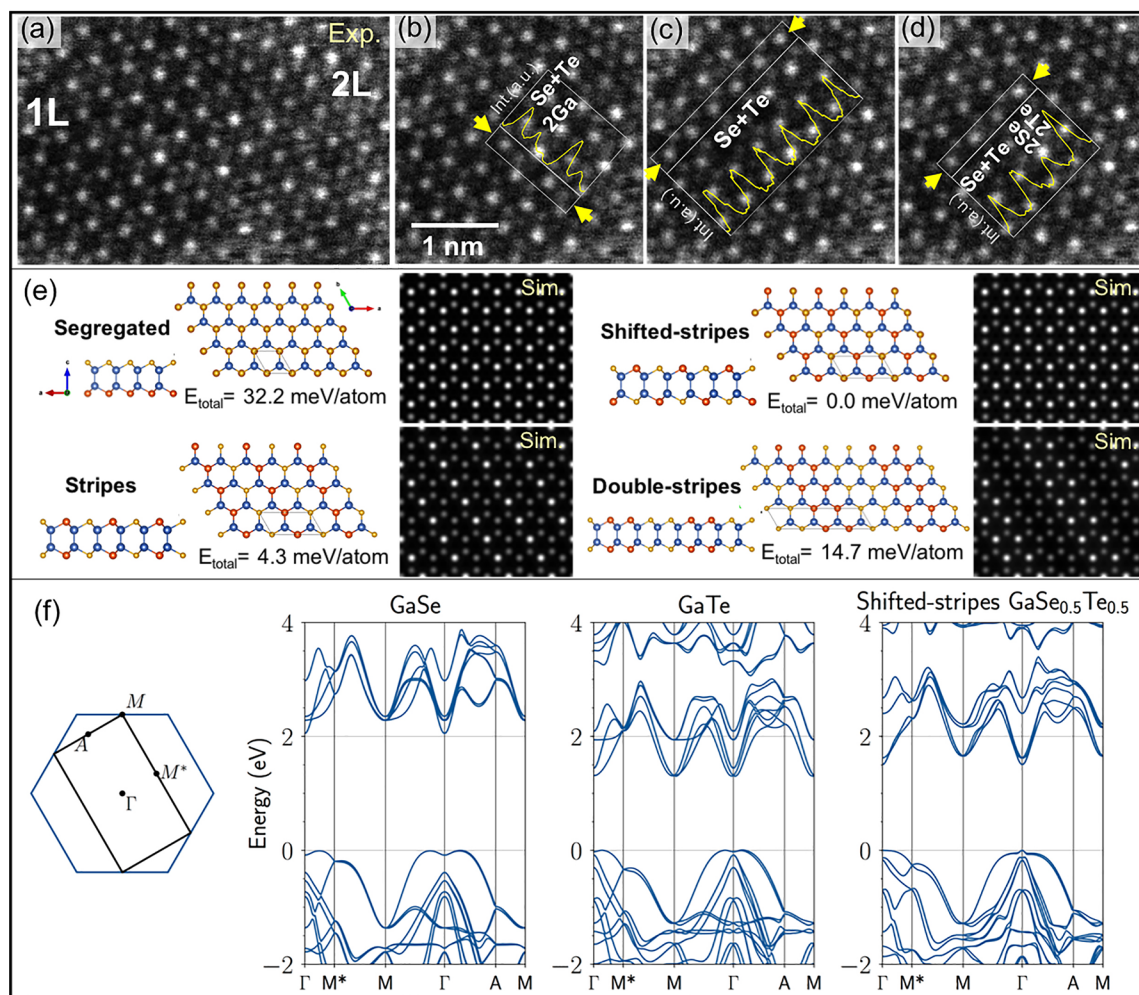 (a)
Exp.
1L
2L
(b)
Int.(a.u.)
Se+Te
2Ga
1 nm
(c)
Se+Te
Int.(a.u.)
(d)
Se+Te
2Se
2Te
Int.(a.u.)
(e)
Segregated
c
a
b
a
E_total= 32.2 meV/atom
Sim.
Shifted-stripes
E_total= 0.0 meV/atom
Sim.
Stripes
E_total= 4.3 meV/atom
Sim.
Double-stripes
E_total= 14.7 meV/atom
Sim.
(f)
M
A
M*
Γ
GaSe
GaTe
Shifted-stripes GaSe₀.₅Te₀.₅
Energy (eV)
4
2
0
−2
Γ M* M Γ A M
4
2
0
−2
Γ M* M Γ A M
4
2
0
−2
Γ M* M Γ A M